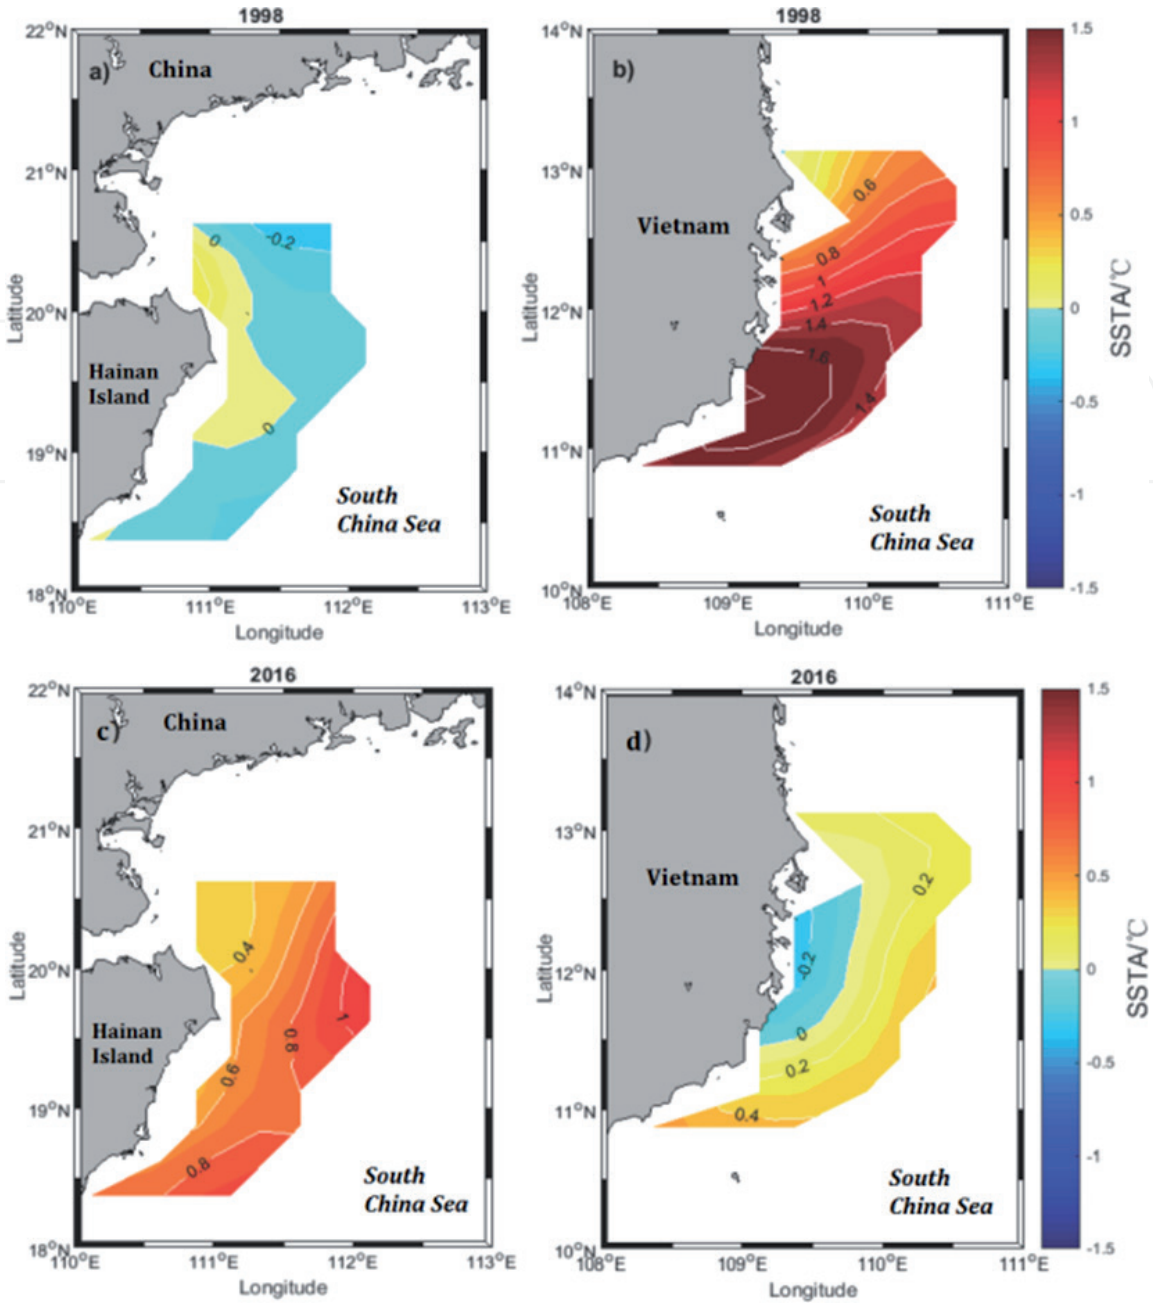 1998
22°N
a)
China
21°N
20°N
19°N
18°N
Latitude
0
-0.2
0
Hainan
Island
South
China Sea
110°E
111°E
112°E
113°E
Longitude
1998
14°N
b)
13°N
Vietnam
12°N
11°N
10°N
Latitude
0.6
0.8
1
1.2
1.4
1.6
1.4
South
China Sea
108°E
109°E
110°E
111°E
Longitude
1.5
1
0.5
0
-0.5
-1
-1.5
SSTA/℃
2016
22°N
c)
China
21°N
20°N
19°N
18°N
Latitude
0.4
1
0.8
0.6
0.8
Hainan
Island
South
China Sea
110°E
111°E
112°E
113°E
Longitude
2016
14°N
d)
13°N
Vietnam
12°N
11°N
10°N
Latitude
0.2
-0.2
0
0.2
0.4
South
China Sea
108°E
109°E
110°E
111°E
Longitude
1.5
1
0.5
0
-0.5
-1
-1.5
SSTA/℃